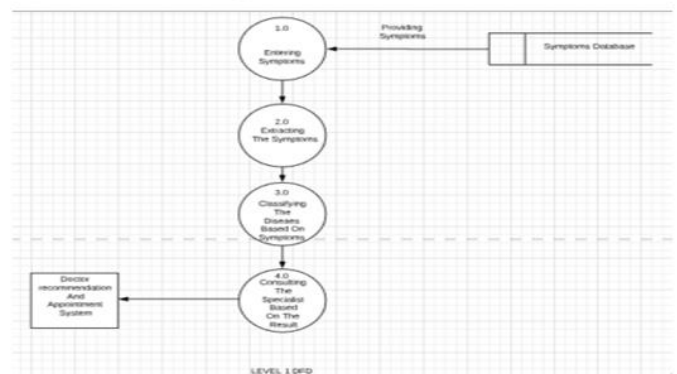 1.0
Entering
Symptoms
Providing
Symptoms
Symptoms Database
2.0
Extracting
The Symptoms
3.0
Classifying
The
Diseases
Based On
Symptoms
4.0
Consulting
The
Specialist
Based
On The
Result
Doctor
recommendation
And
Appointment
System
LEVEL 1 DFD